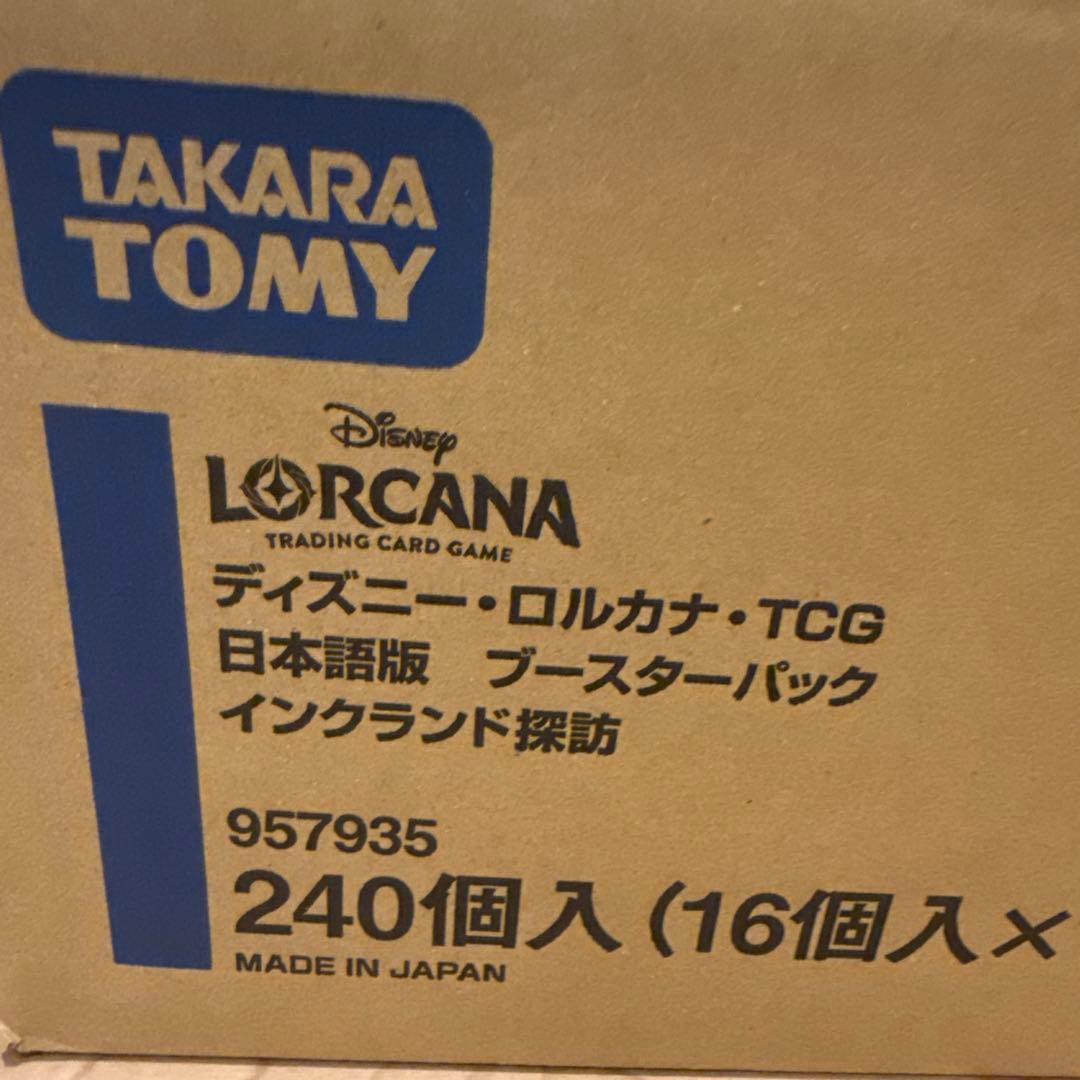 TAKARA
TOMY
Disney
LORCANA
TRADING CARD GAME
ディズニー・ロルカナ・TCG
日本語版　ブースターパック
インクランド探訪
957935
240個入（16個入×
MADE IN JAPAN